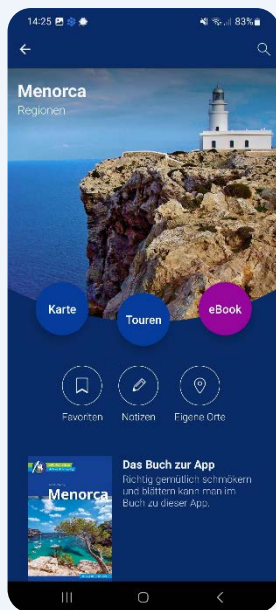 14:25
83%
Menorca
Regionen
Karte
Touren
eBook
Favoriten
Notizen
Eigene Orte
Das Buch zur App
Richtig gemütlich schmökern
und blättern kann man im
Buch zu dieser App.
Menorca